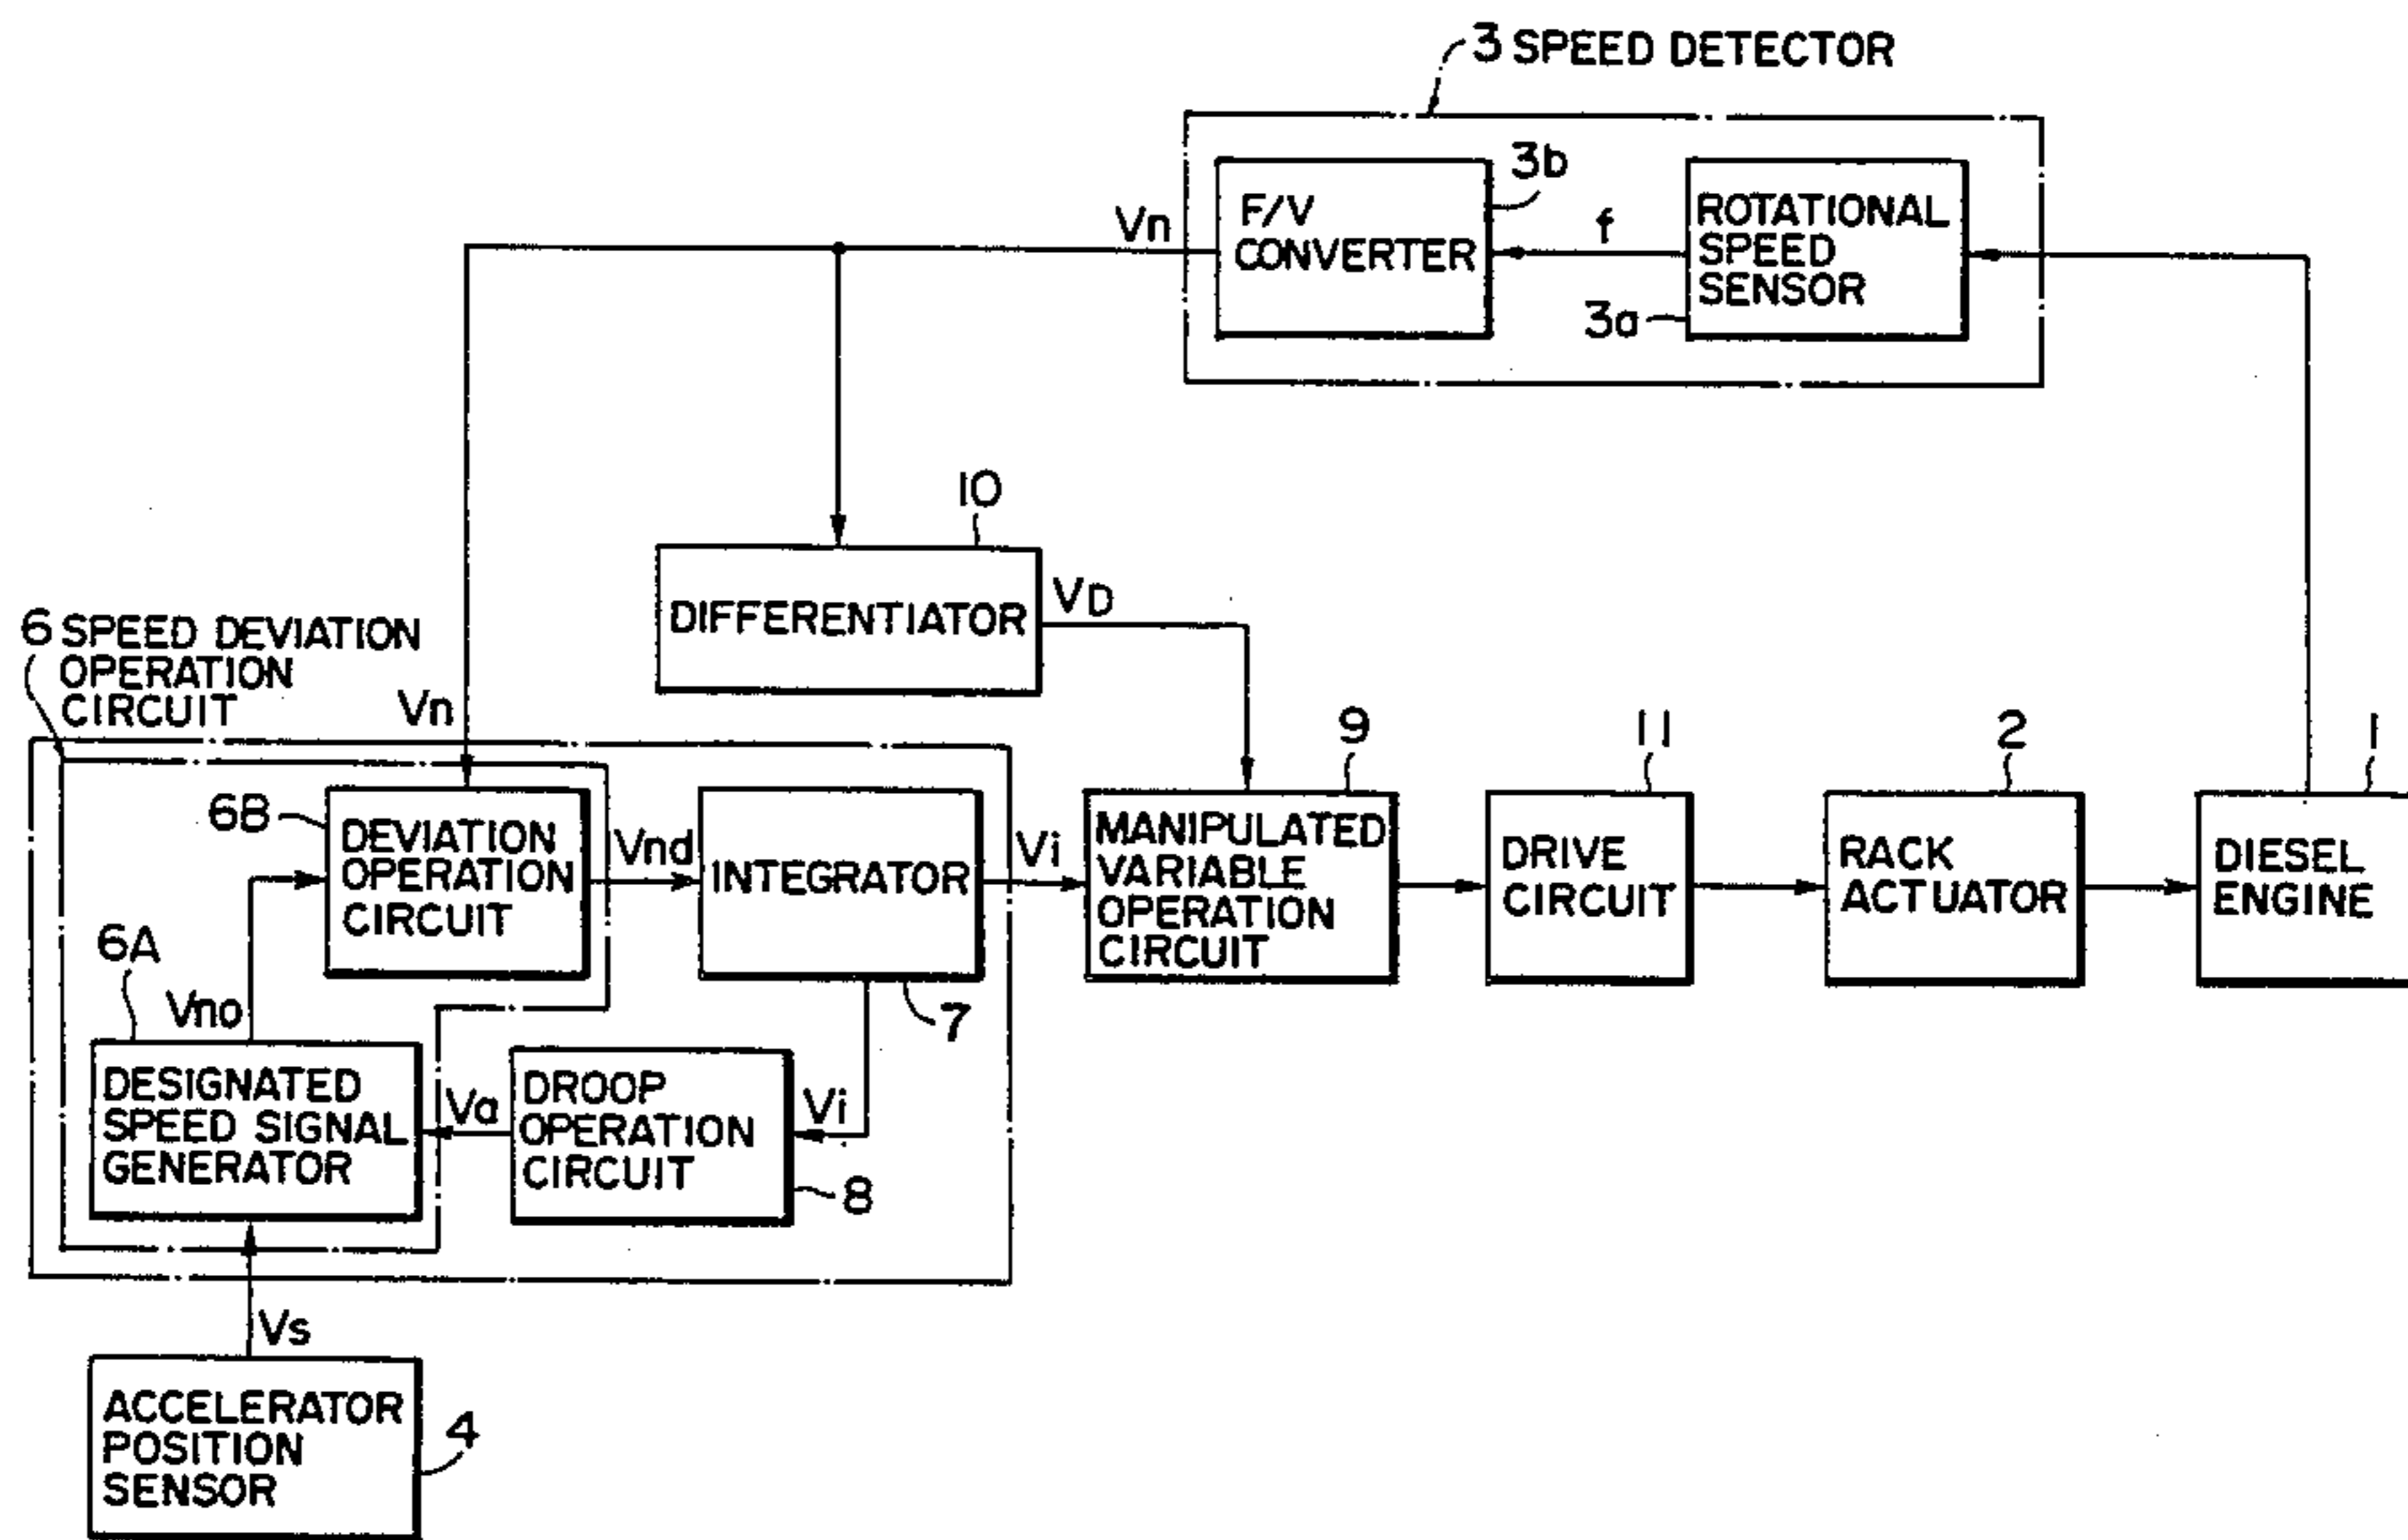 3 SPEED DETECTOR
3b
F/V
CONVERTER
Vn
f
ROTATIONAL
SPEED
SENSOR
3a
10
DIFFERENTIATOR
VD
6 SPEED DEVIATION
OPERATION
CIRCUIT
Vn
6B
DEVIATION
OPERATION
CIRCUIT
Vnd
INTEGRATOR
7
Vi
9
MANIPULATED
VARIABLE
OPERATION
CIRCUIT
11
DRIVE
CIRCUIT
2
RACK
ACTUATOR
1
DIESEL
ENGINE
6A
Vno
DESIGNATED
SPEED SIGNAL
GENERATOR
Va
DROOP
OPERATION
CIRCUIT
Vi
8
Vs
ACCELERATOR
POSITION
SENSOR
4